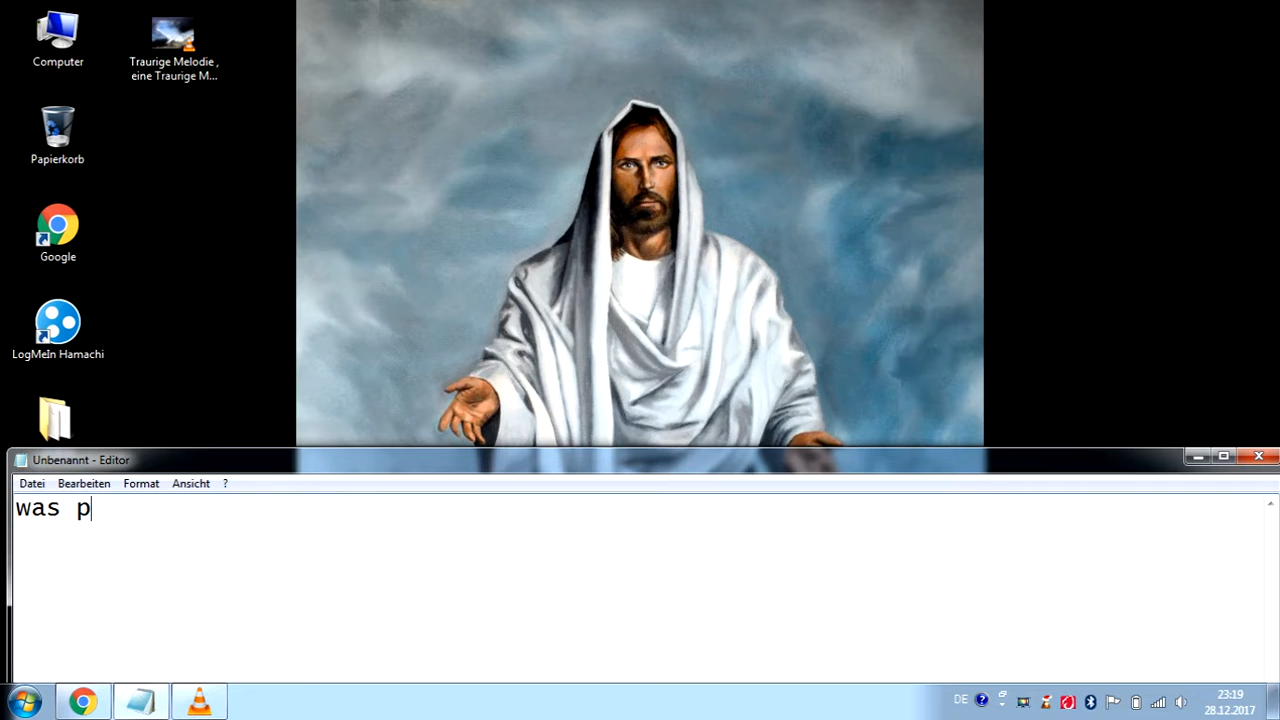 Computer
Traurige Melodie ,
eine Traurige M...
Papierkorb
Google
LogMeIn Hamachi
Unbenannt - Editor
Datei Bearbeiten Format Ansicht ?
was p
DE
23:19
28.12.2017